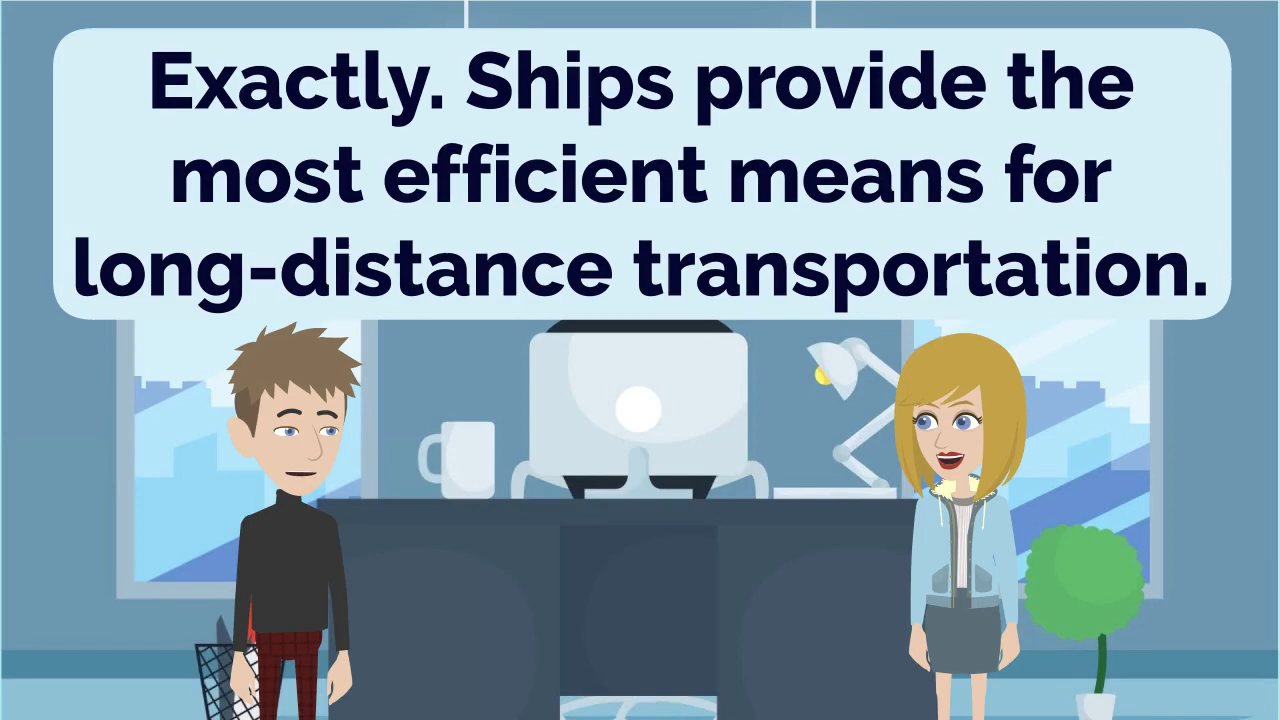 Exactly. Ships provide the
most efficient means for
long-distance transportation.